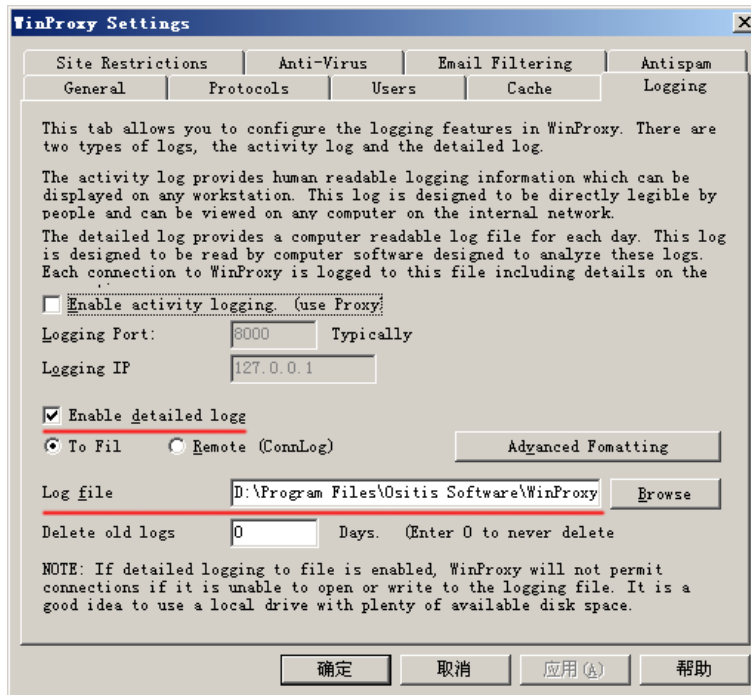 WinProxy Settings
Site Restrictions Anti-Virus Email Filtering Antispam
General Protocols Users Cache Logging
This tab allows you to configure the logging features in WinProxy. There are
two types of logs, the activity log and the detailed log.
The activity log provides human readable logging information which can be
displayed on any workstation. This log is designed to be directly legible by
people and can be viewed on any computer on the internal network.
The detailed log provides a computer readable log file for each day. This log
is designed to be read by computer software designed to analyze these logs.
Each connection to WinProxy is logged to this file including details on the
Enable activity logging. (use Proxy
Logging Port: 8000 Typically
Logging IP 127.0.0.1
Enable detailed logg
To Fil Remote (ConnLog) Advanced Fomatting
Log file D:\Program Files\Ositis Software\WinProxy Browse
Delete old logs 0 Days. (Enter 0 to never delete
NOTE: If detailed logging to file is enabled, WinProxy will not permit
connections if it is unable to open or write to the logging file. It is a
good idea to use a local drive with plenty of available disk space.
确定 取消 应用(A) 帮助